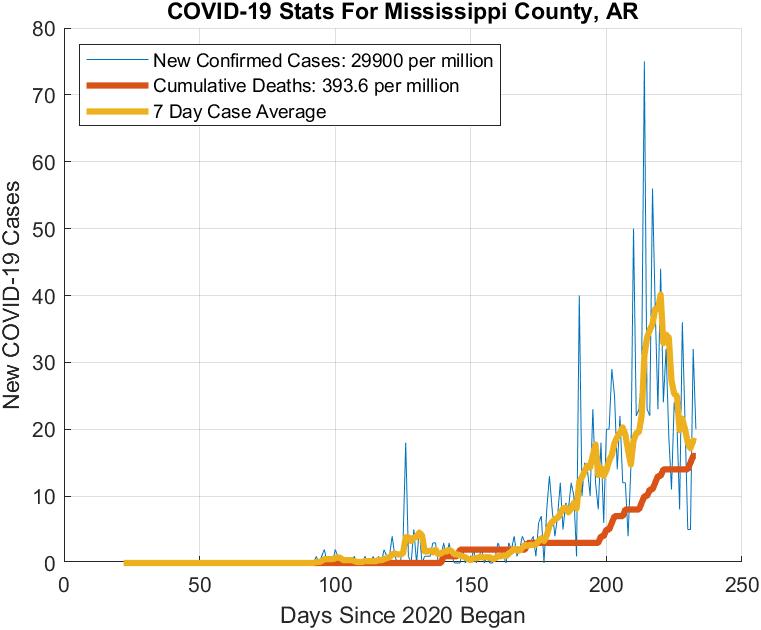 COVID-19 Stats For Mississippi County, AR
New Confirmed Cases: 29900 per million
Cumulative Deaths: 393.6 per million
7 Day Case Average
New COVID-19 Cases
80
70
60
50
40
30
20
10
0
0 50 100 150 200 250
Days Since 2020 Began